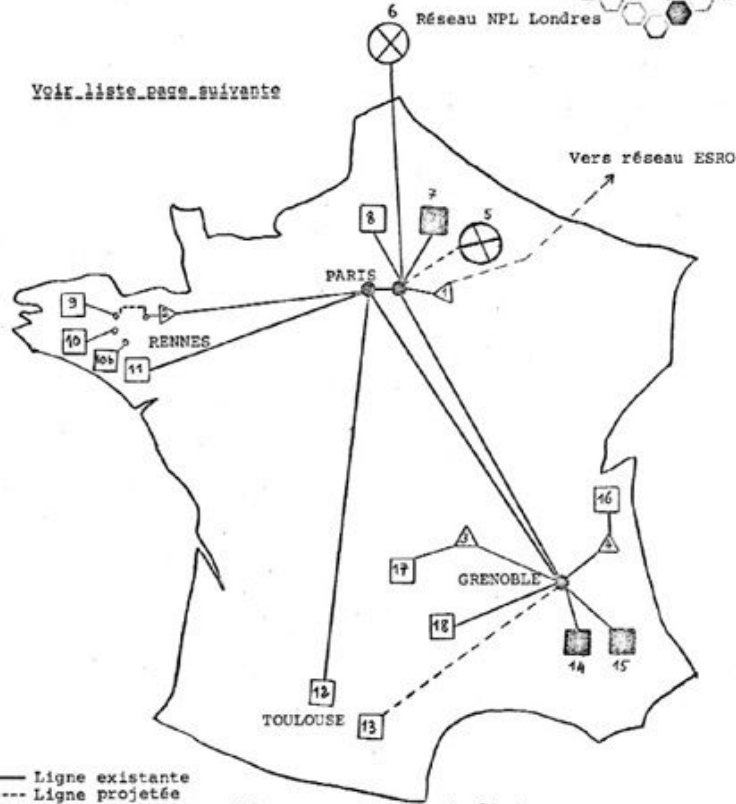 6
Réseau NPL Londres
Voir liste page suivante
Vers réseau ESRO
7
8
5
PARIS
1
9
10
10b
RENNES
11
16
3
4
17
GRENOBLE
18
14
15
12
TOULOUSE
13
Ligne existante
Ligne projetée